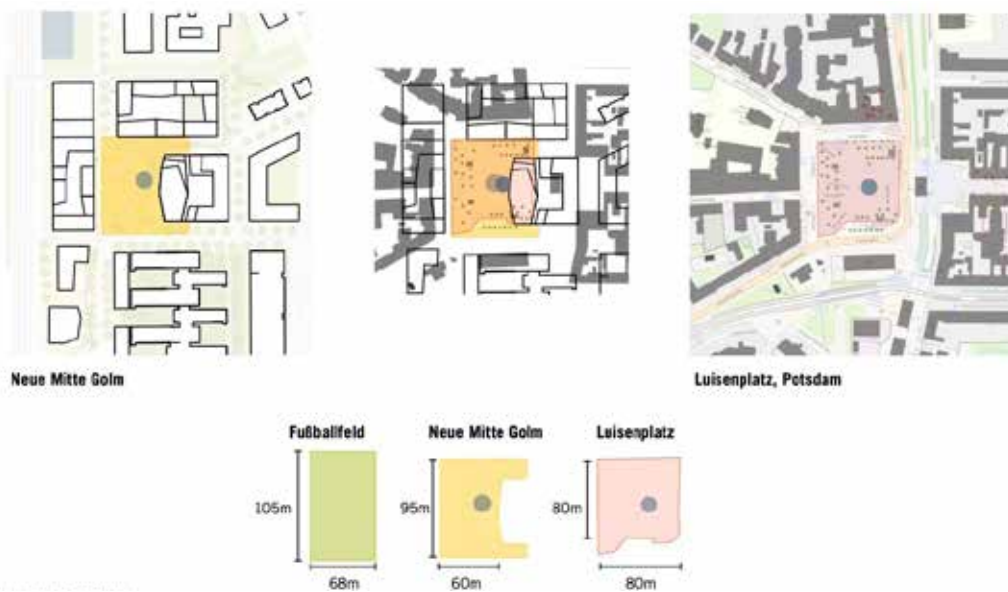 Neue Mitte Golm
Luisenplatz, Potsdam
Fußballfeld
Neue Mitte Golm
Luisenplatz
105m
95m
80m
68m
60m
80m